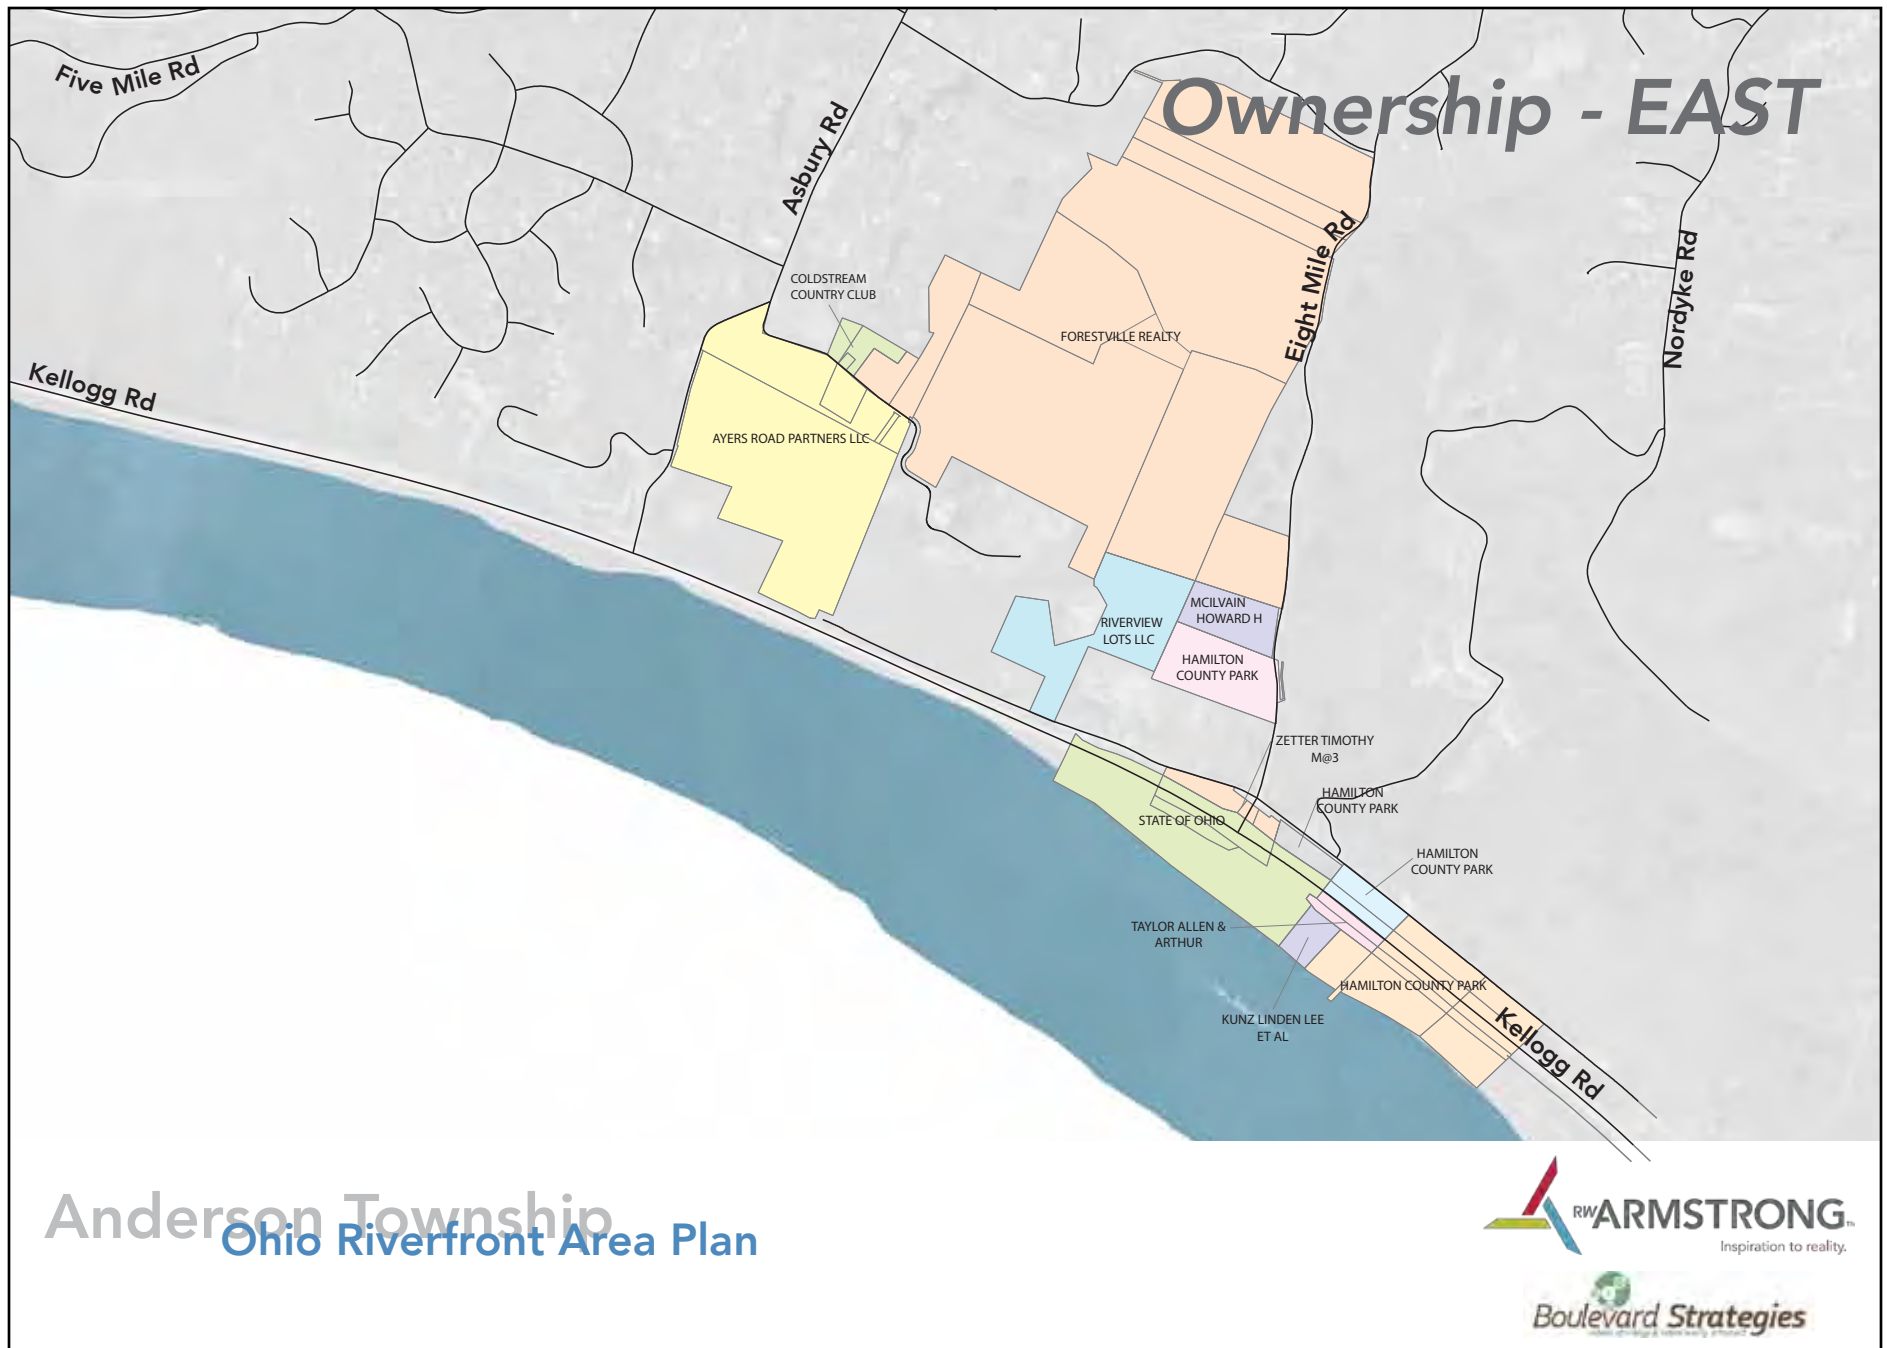 Ownership - EAST
Five Mile Rd
Asbury Rd
Eight Mile Rd
Nordyke Rd
COLDSTREAM
COUNTRY CLUB
FORESTVILLE REALTY
Kellogg Rd
AYERS ROAD PARTNERS LLC
MCILVAIN
HOWARD H
RIVERVIEW
LOTS LLC
HAMILTON
COUNTY PARK
ZETTER TIMOTHY
M@3
HAMILTON
COUNTY PARK
STATE OF OHIO
HAMILTON
COUNTY PARK
TAYLOR ALLEN &
ARTHUR
HAMILTON COUNTY PARK
KUNZ LINDEN LEE
ET AL
Kellogg Rd
Anderson Township
Ohio Riverfront Area Plan
RWARMSTRONG
Inspiration to reality.
Boulevard Strategies